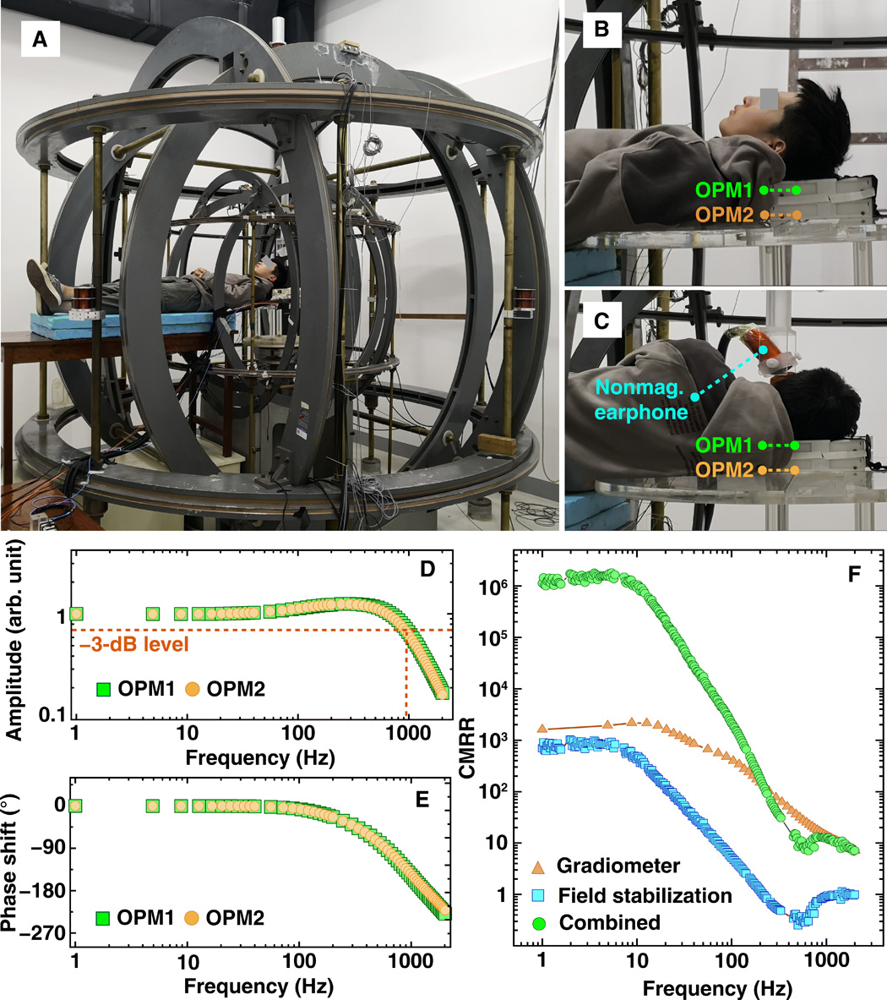 A
B
OPM1
OPM2
C
Nonmag.
earphone
OPM1
OPM2
D
Amplitude (arb. unit)
1
0.1
−3-dB level
OPM1 OPM2
1 10 100 1000
Frequency (Hz)
E
Phase shift (°)
0
−90
−180
−270
OPM1 OPM2
1 10 100 1000
Frequency (Hz)
F
CMRR
10⁶
10⁵
10⁴
10³
10²
10
1
Gradiometer
Field stabilization
Combined
1 10 100 1000
Frequency (Hz)